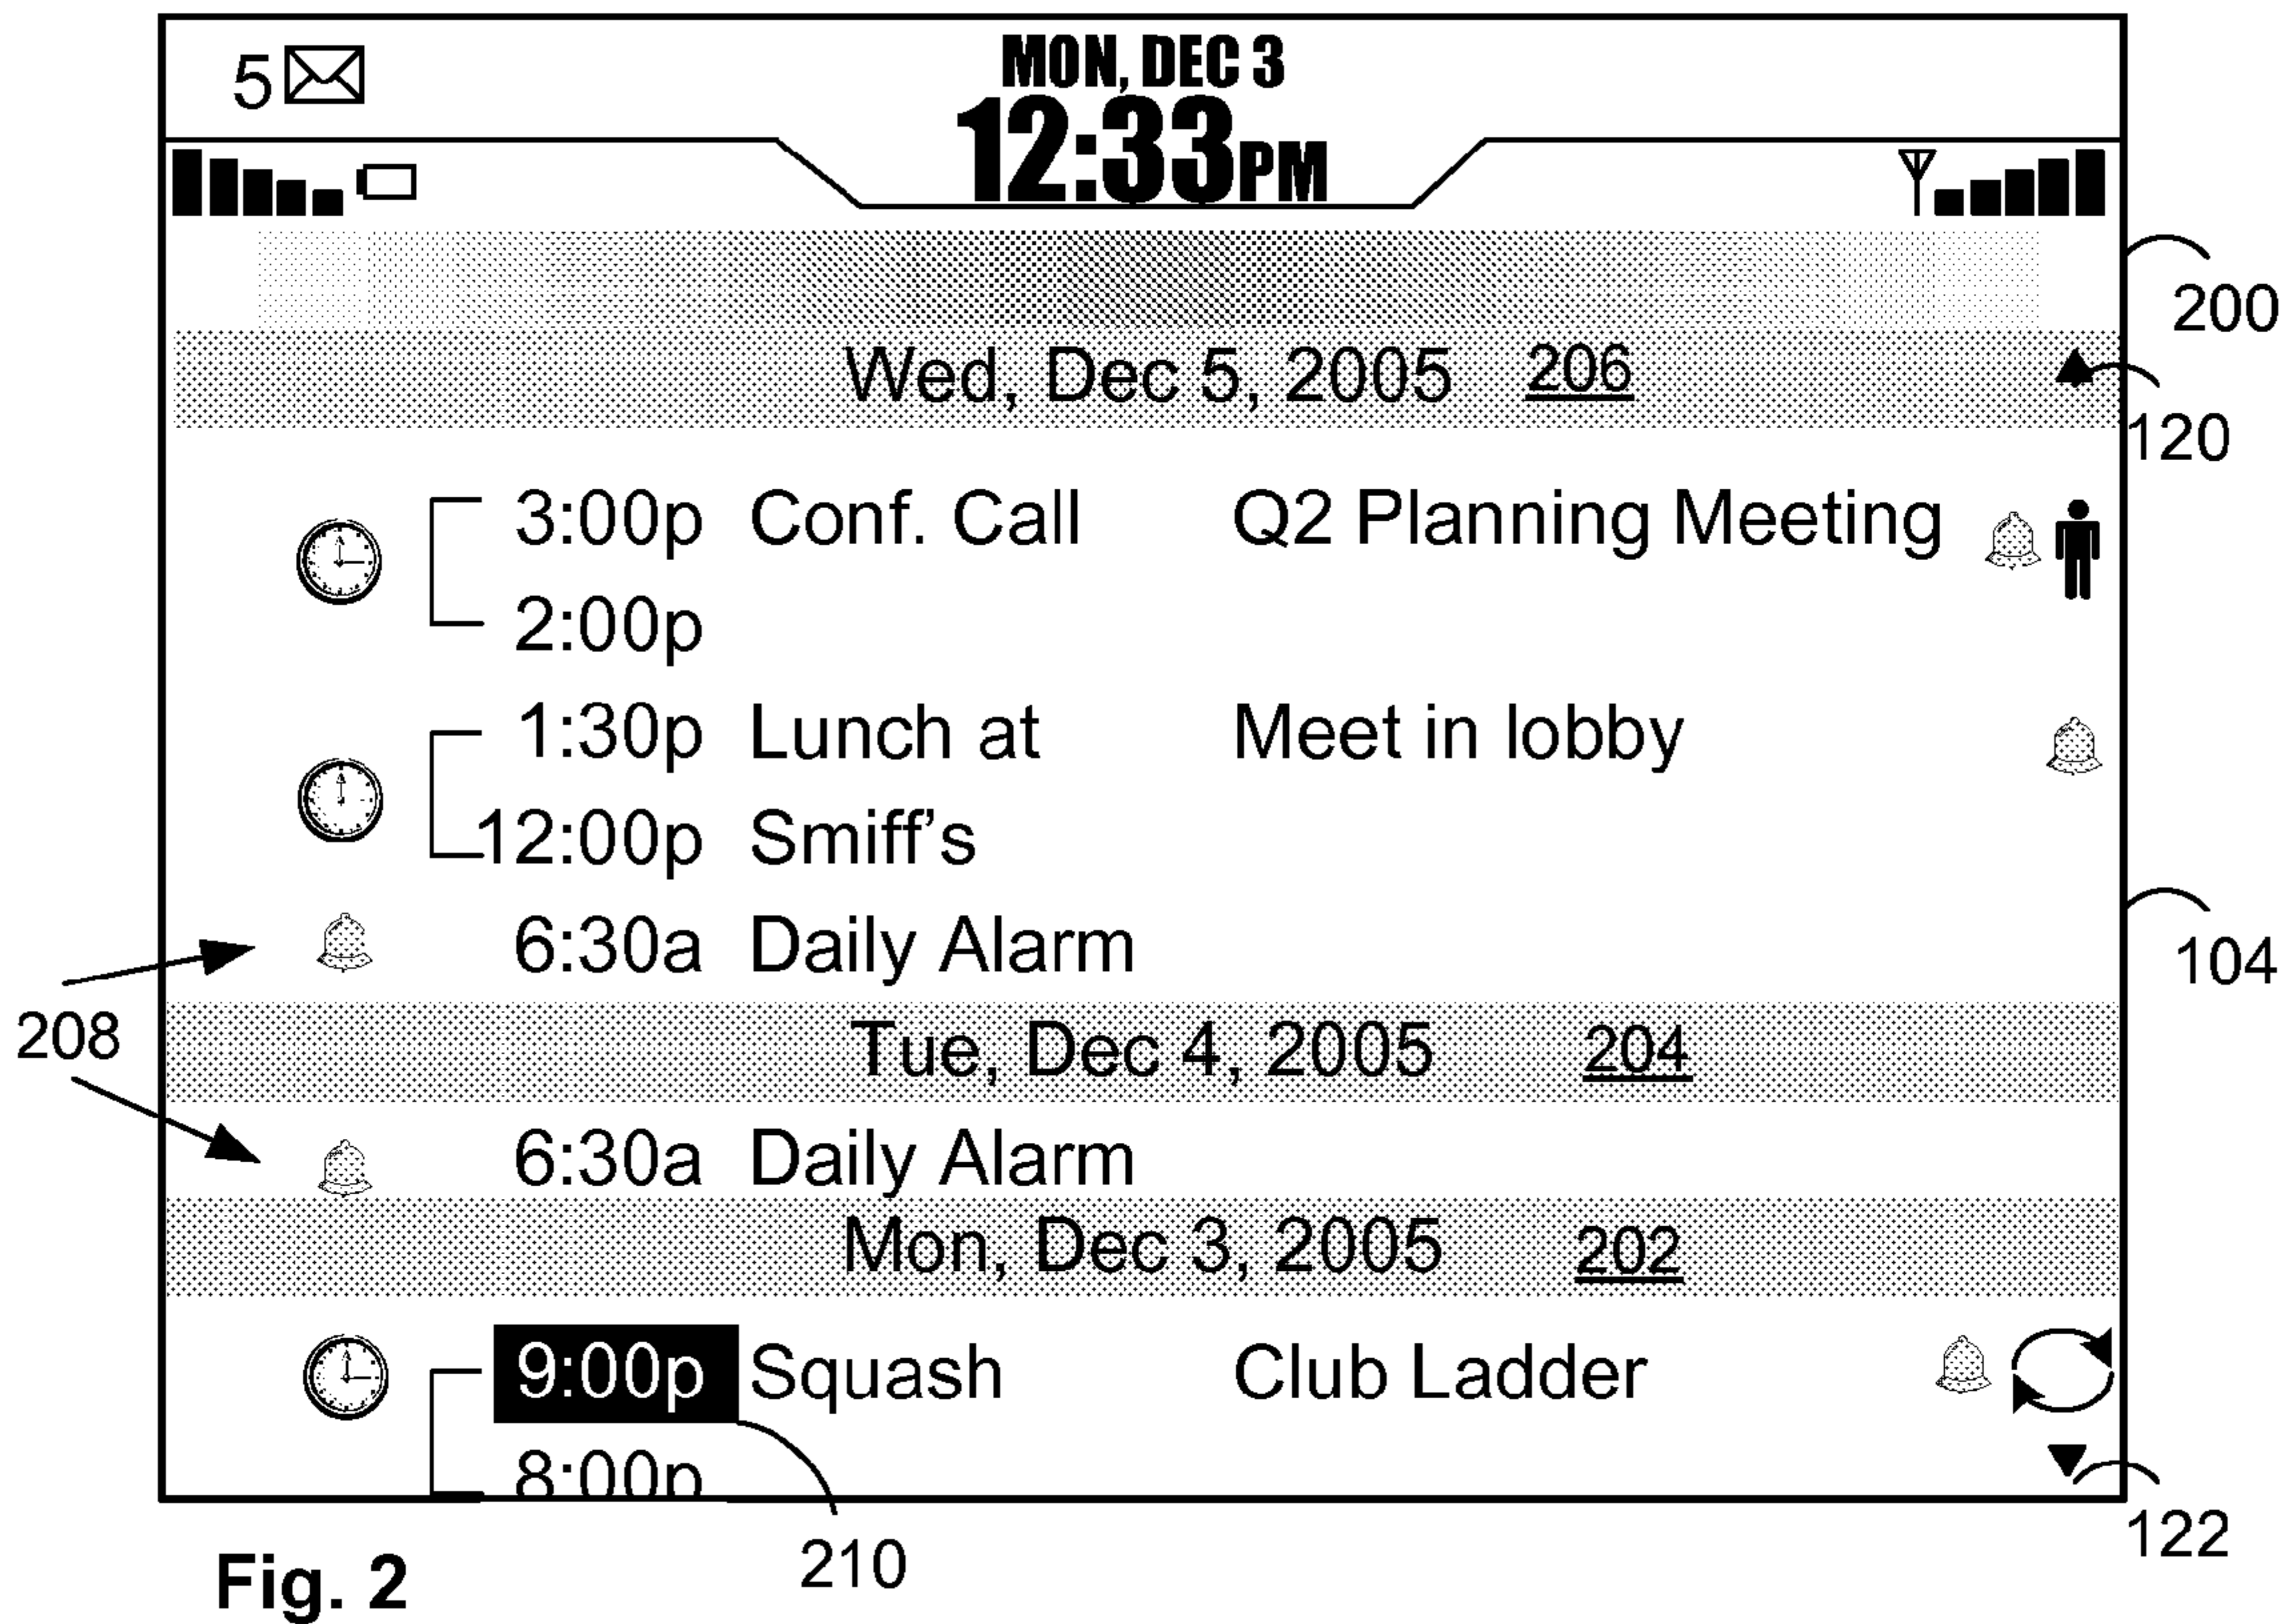 5
MON, DEC 3
12:33PM
200
Wed, Dec 5, 2005 206
120
3:00p Conf. Call Q2 Planning Meeting
2:00p
1:30p Lunch at Meet in lobby
12:00p Smiff's
6:30a Daily Alarm
104
208
Tue, Dec 4, 2005 204
6:30a Daily Alarm
Mon, Dec 3, 2005 202
9:00p Squash Club Ladder
8:00p
122
210
Fig. 2